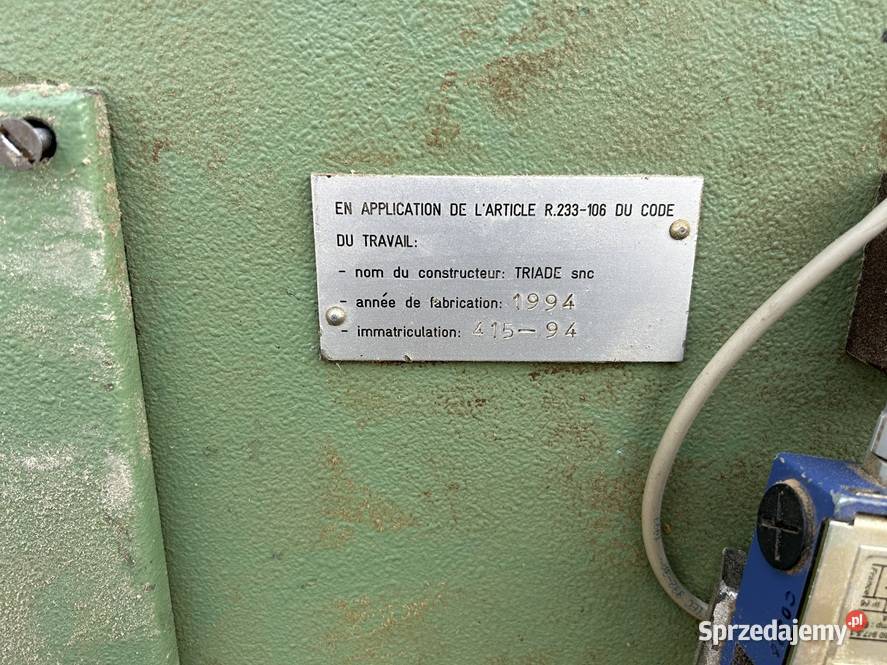 EN APPLICATION DE L'ARTICLE R.233-106 DU CODE
DU TRAVAIL:
- nom du constructeur: TRIADE snc
- année de fabrication: 1994
- immatriculation: 415-94
Sprzedajemy.pl